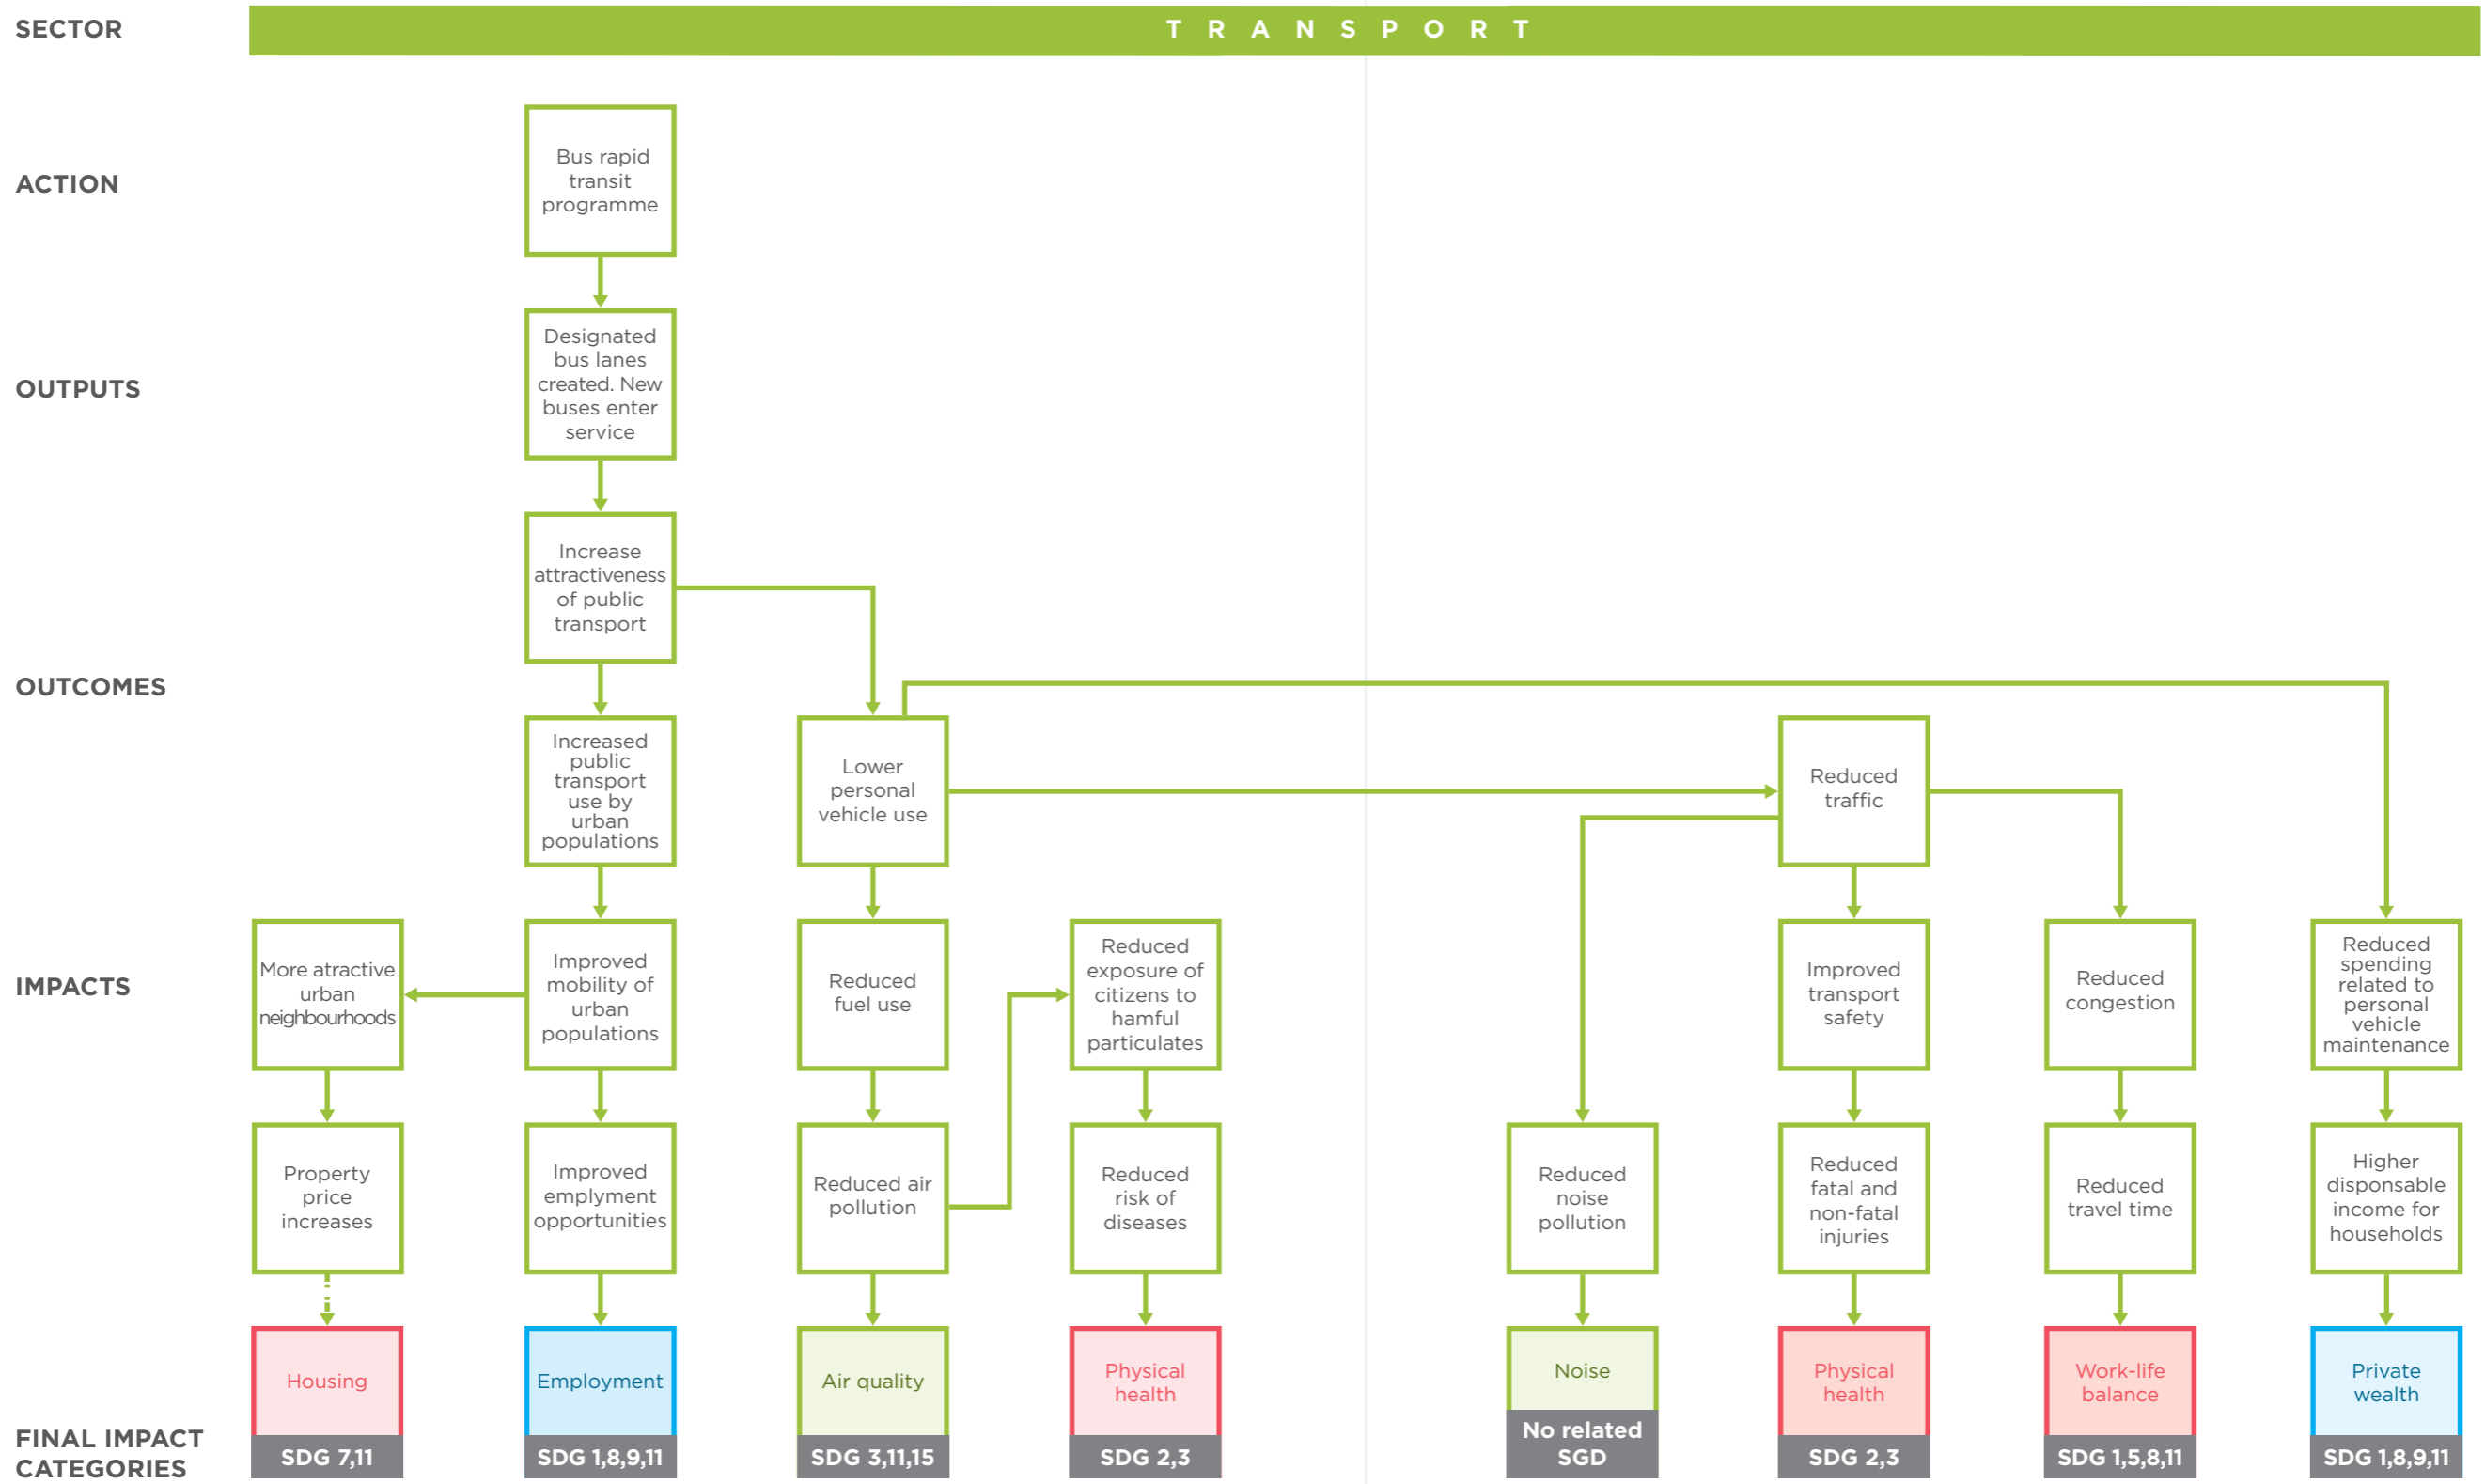 SECTOR
TRANSPORT
ACTION
Bus rapid
transit
programme
OUTPUTS
Designated
bus lanes
created. New
buses enter
service
Increase
attractiveness
of public
transport
OUTCOMES
Increased
public
transport
use by
urban
populations
Lower
personal
vehicle use
Reduced
traffic
IMPACTS
More atractive
urban
neighbourhoods
Improved
mobility of
urban
populations
Reduced
fuel use
Reduced
exposure of
citizens to
hamful
particulates
Improved
transport
safety
Reduced
congestion
Reduced
spending
related to
personal
vehicle
maintenance
Property
price
increases
Improved
emplyment
opportunities
Reduced air
pollution
Reduced
risk of
diseases
Reduced
noise
pollution
Reduced
fatal and
non-fatal
injuries
Reduced
travel time
Higher
disponsable
income for
households
FINAL IMPACT
CATEGORIES
Housing
SDG 7,11
Employment
SDG 1,8,9,11
Air quality
SDG 3,11,15
Physical
health
SDG 2,3
Noise
No related
SGD
Physical
health
SDG 2,3
Work-life
balance
SDG 1,5,8,11
Private
wealth
SDG 1,8,9,11